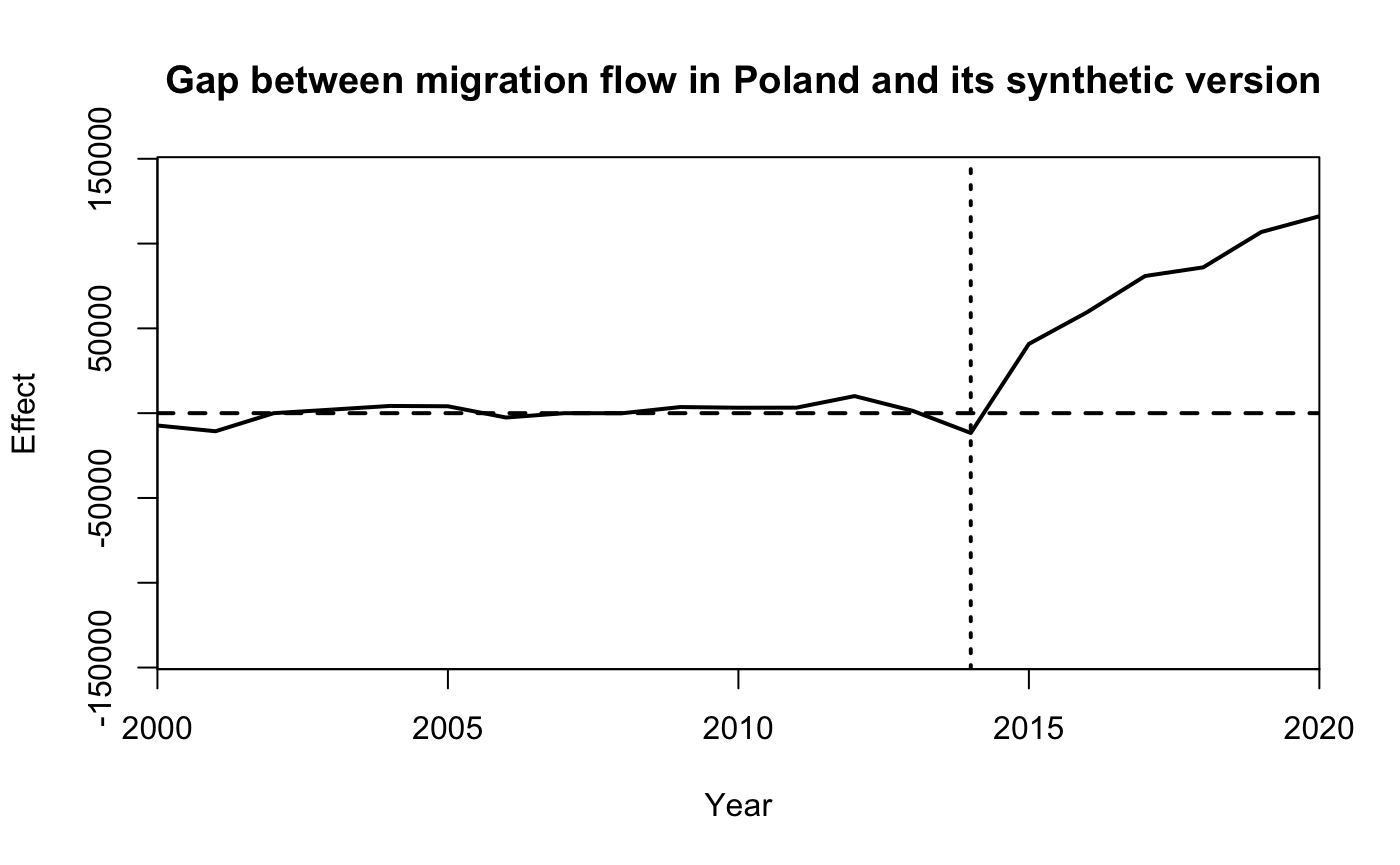 Gap between migration flow in Poland and its synthetic version
150000
50000
-50000
-150000
Effect
2000 2005 2010 2015 2020
Year